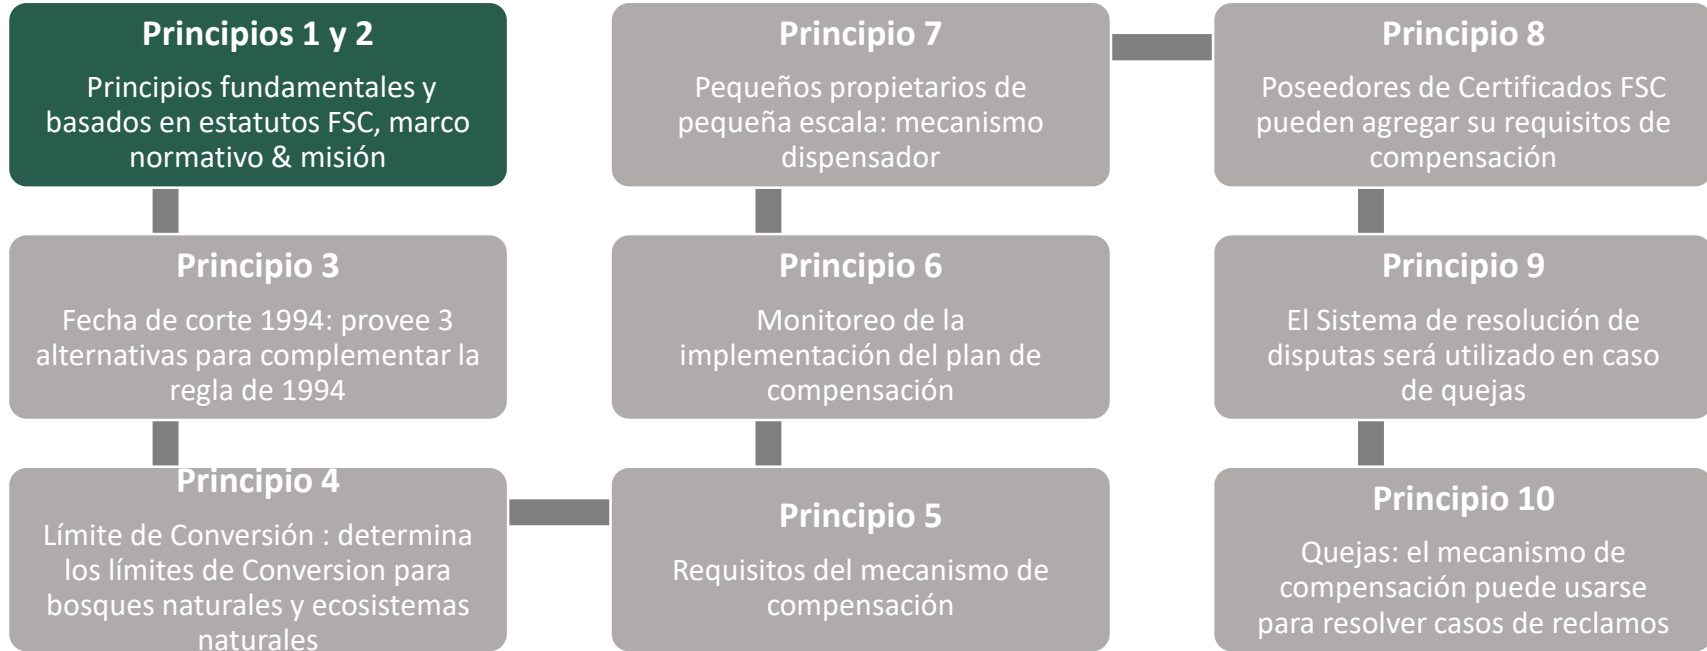 Principios 1 y 2
Principios fundamentales y
basados en estatutos FSC, marco
normativo & misión
Principio 3
Fecha de corte 1994: provee 3
alternativas para complementar la
regla de 1994
Principio 4
Límite de Conversión : determina
los límites de Conversion para
bosques naturales y ecosistemas
naturales
Principio 5
Requisitos del mecanismo de
compensación
Principio 6
Monitoreo de la
implementación del plan de
compensación
Principio 7
Pequeños propietarios de
pequeña escala: mecanismo
dispensador
Principio 8
Poseedores de Certificados FSC
pueden agregar su requisitos de
compensación
Principio 9
El Sistema de resolución de
disputas será utilizado en caso
de quejas
Principio 10
Quejas: el mecanismo de
compensación puede usarse
para resolver casos de reclamos